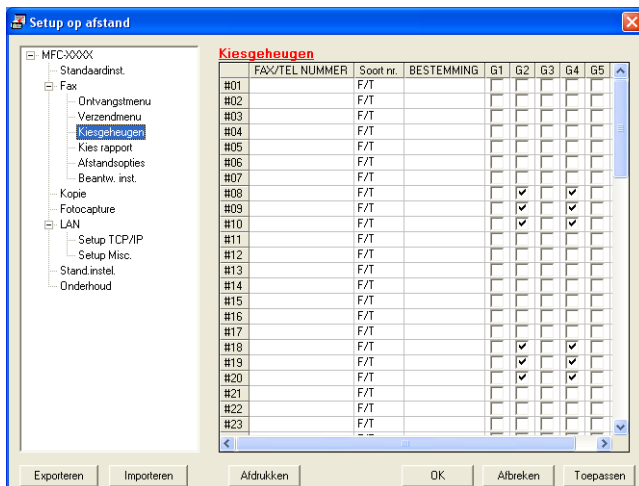 Setup op afstand
MFC-XXXX
Standaardinst.
Fax
Ontvangstmenu
Verzendmenu
Kiesgeheugen
Kies rapport
Afstandsopties
Beantw. inst.
Kopie
Fotocapture
LAN
Setup TCP/IP
Setup Misc.
Stand.instel.
Onderhoud
Kiesgeheugen
FAX/TEL NUMMER Soort nr. BESTEMMING G1 G2 G3 G4 G5
#01 F/T
#02 F/T
#03 F/T
#04 F/T
#05 F/T
#06 F/T
#07 F/T
#08 F/T
#09 F/T
#10 F/T
#11 F/T
#12 F/T
#13 F/T
#14 F/T
#15 F/T
#16 F/T
#17 F/T
#18 F/T
#19 F/T
#20 F/T
#21 F/T
#22 F/T
#23 F/T
Exporteren Importeren Afdrukken OK Afbreken Toepassen